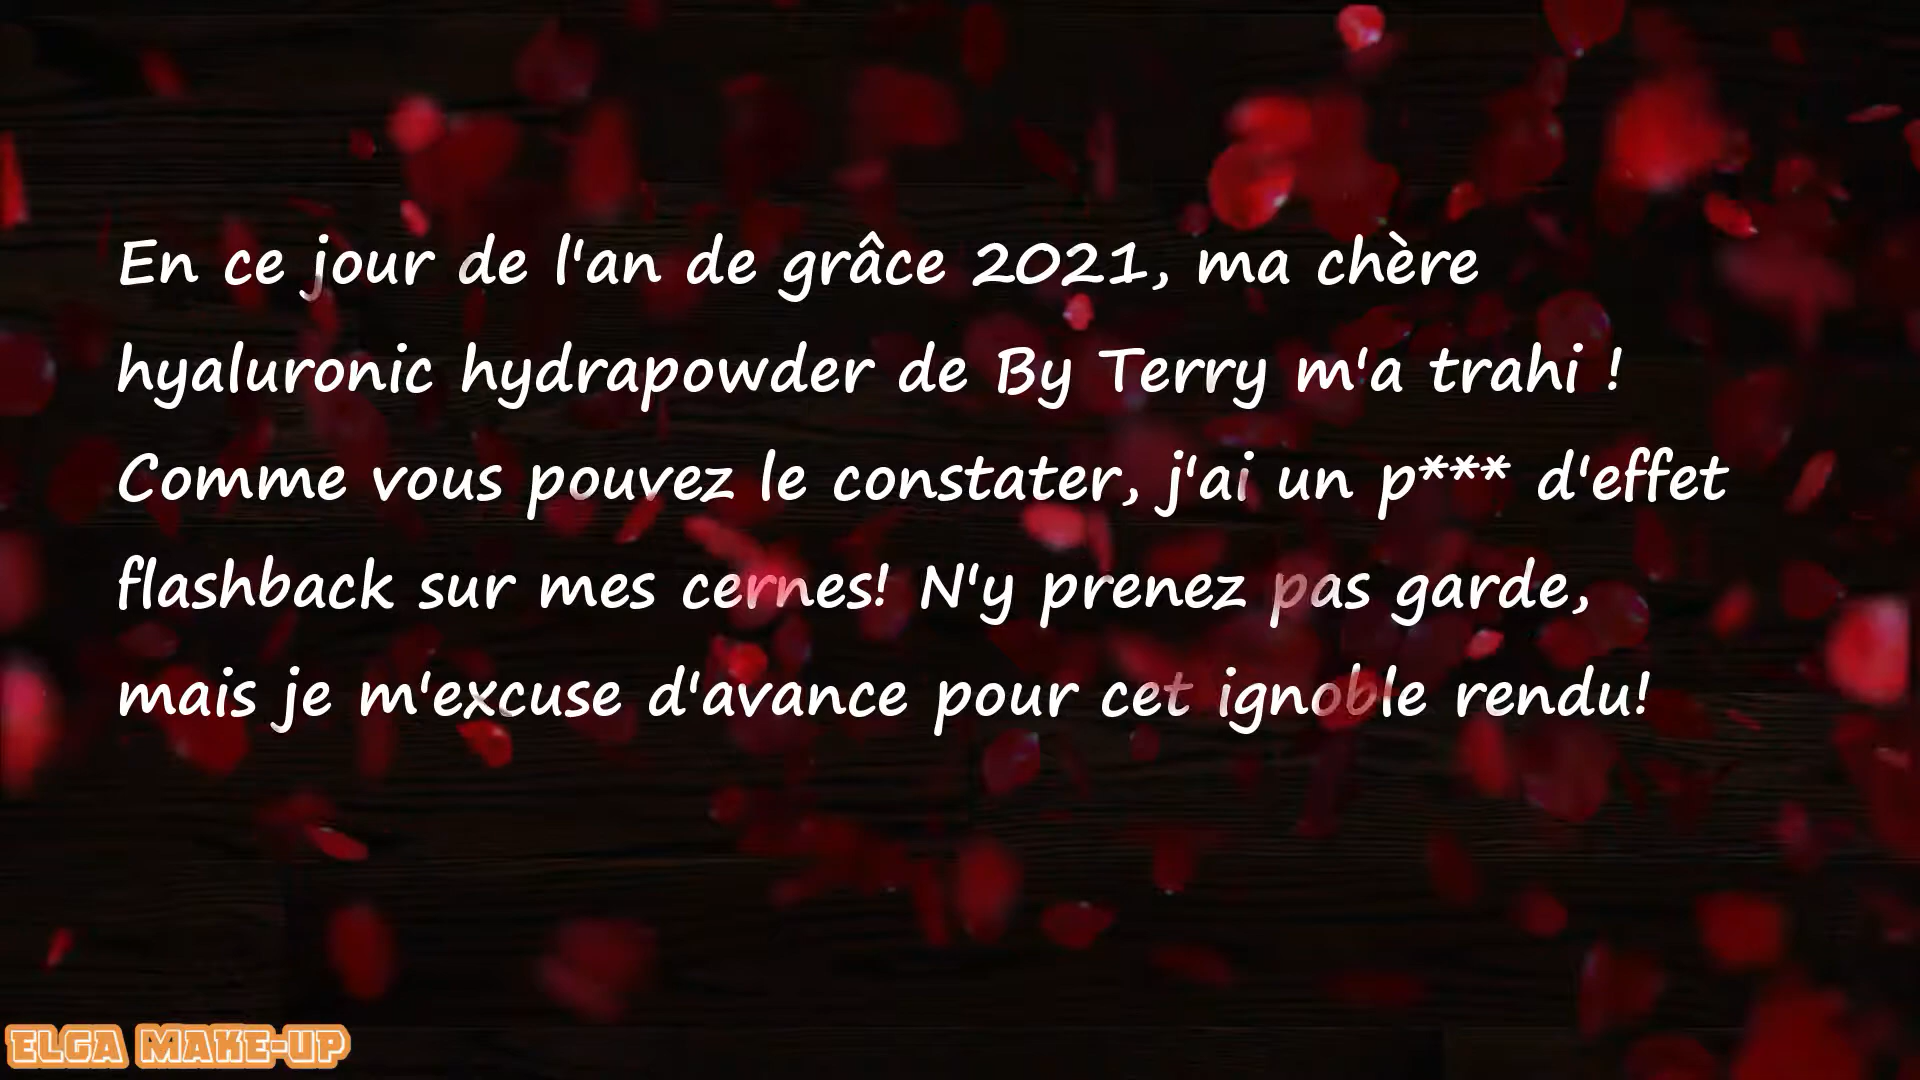 En ce jour de l'an de grâce 2021, ma chère
hyaluronic hydrapowder de By Terry m'a trahi !
Comme vous pouvez le constater, j'ai un p*** d'effet
flashback sur mes cernes! N'y prenez pas garde,
mais je m'excuse d'avance pour cet ignoble rendu!
ELGA MAKE-UP